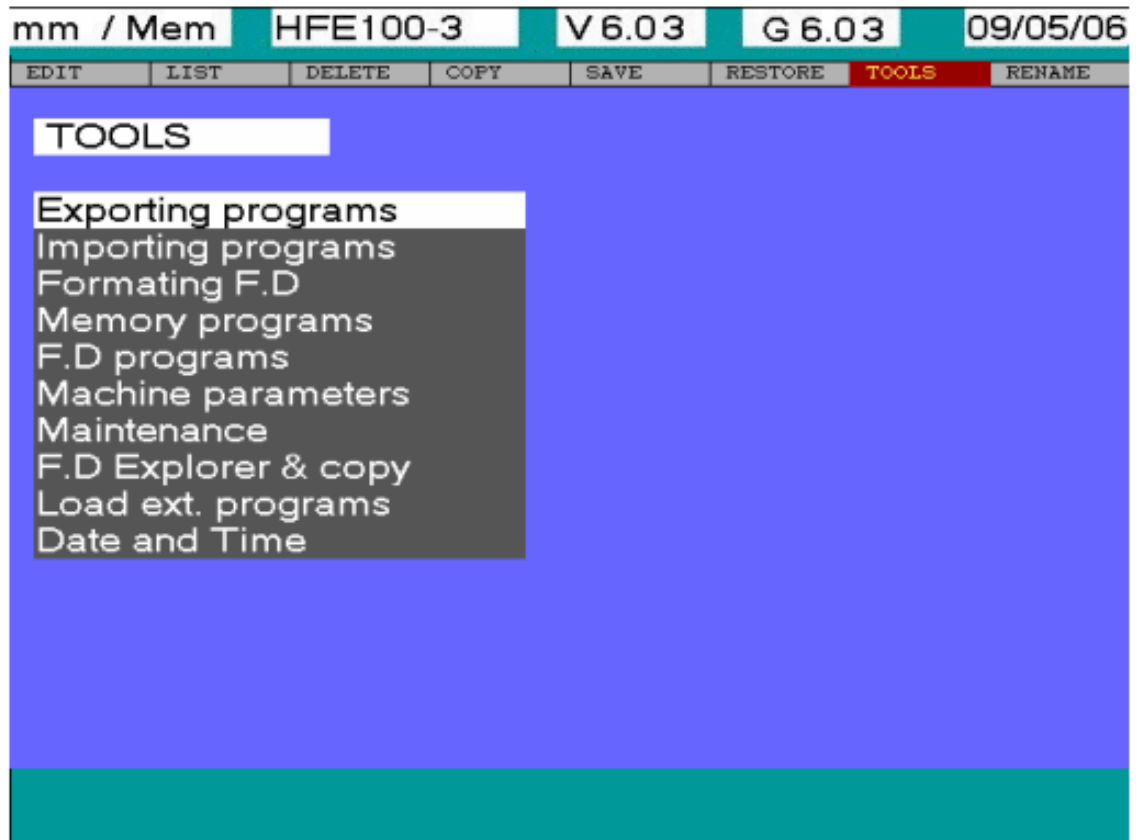 mm / Mem HFE100-3 V 6.03 G 6.03 09/05/06
EDIT LIST DELETE COPY SAVE RESTORE TOOLS RENAME
TOOLS
Exporting programs
Importing programs
Formating F.D
Memory programs
F.D programs
Machine parameters
Maintenance
F.D Explorer & copy
Load ext. programs
Date and Time